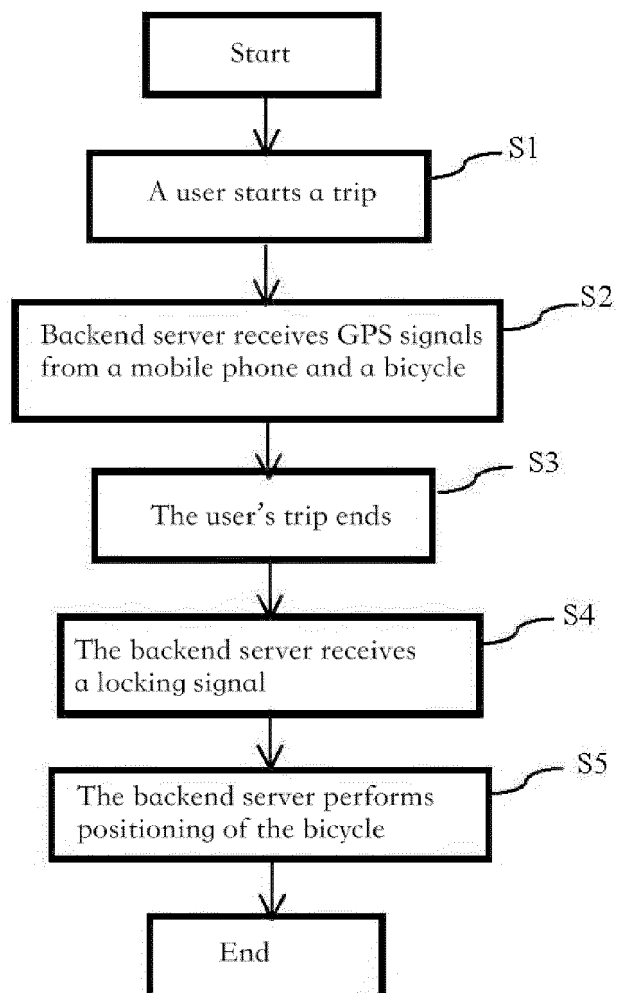 Start
S1
A user starts a trip
S2
Backend server receives GPS signals
from a mobile phone and a bicycle
S3
The user's trip ends
S4
The backend server receives
a locking signal
S5
The backend server performs
positioning of the bicycle
End